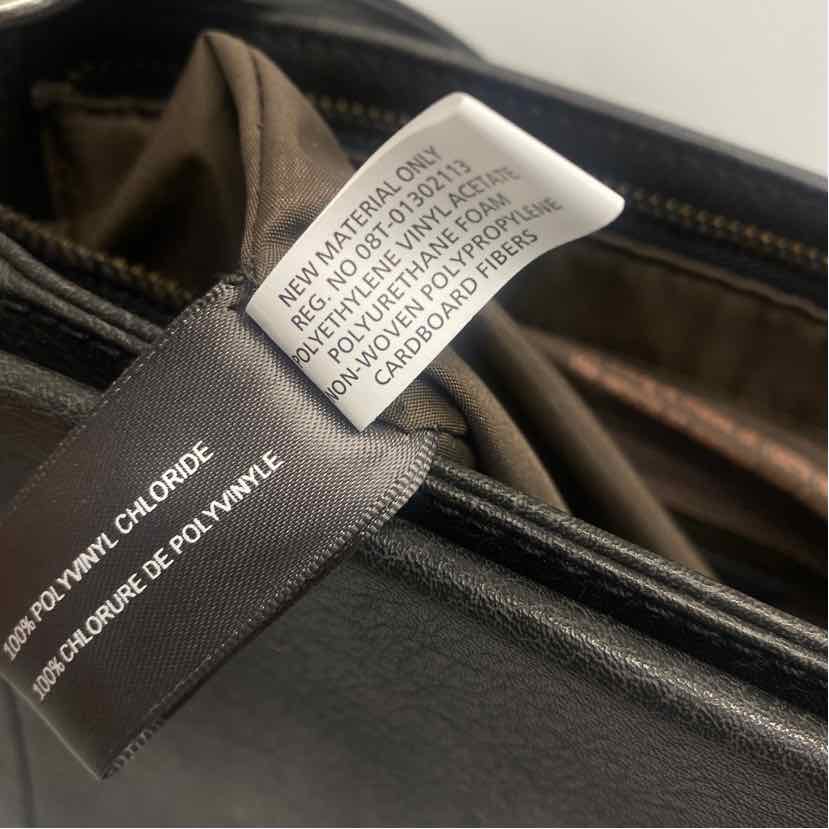 NEW MATERIAL ONLY
REG. NO 08T-01302113
POLYETHYLENE VINYL ACETATE
POLYURETHANE FOAM
NON-WOVEN POLYPROPYLENE
CARDBOARD FIBERS
100% POLYVINYL CHLORIDE
100% CHLORURE DE POLYVINYLE